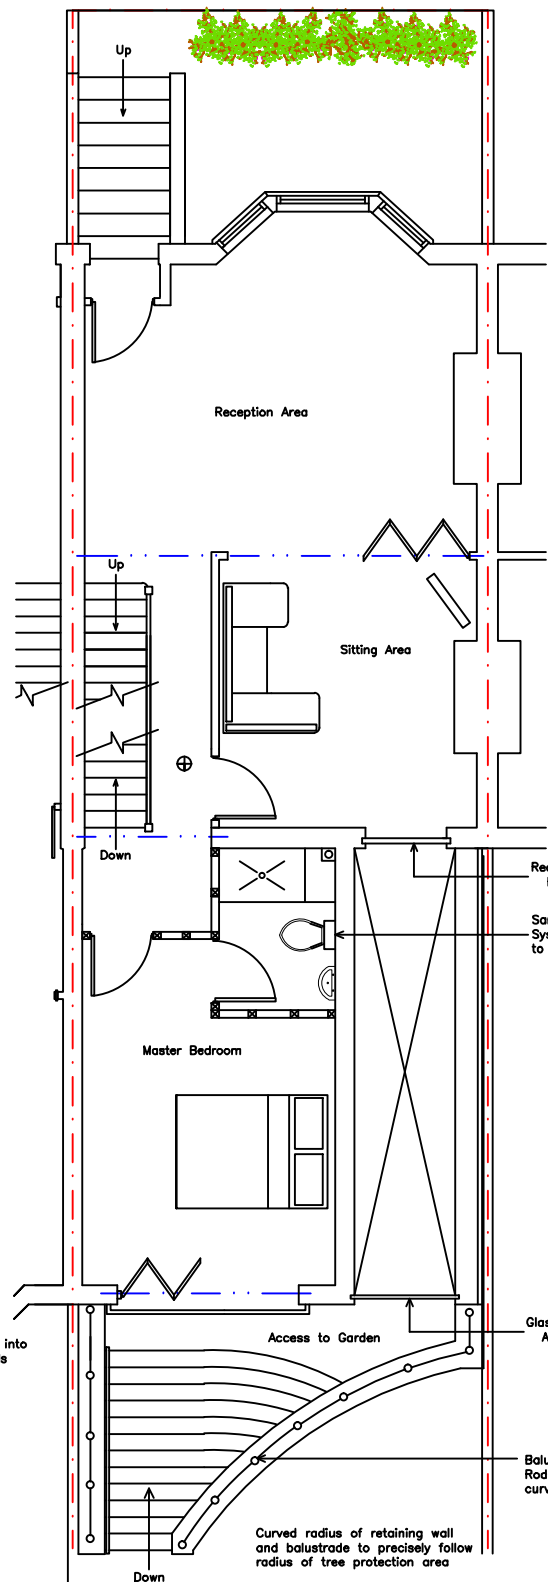 Up
Reception Area
Up
Sitting Area
Down
Master Bedroom
to
into
Access to Garden
Curved radius of retaining wall
and balustrade to precisely follow
radius of tree protection area
Down